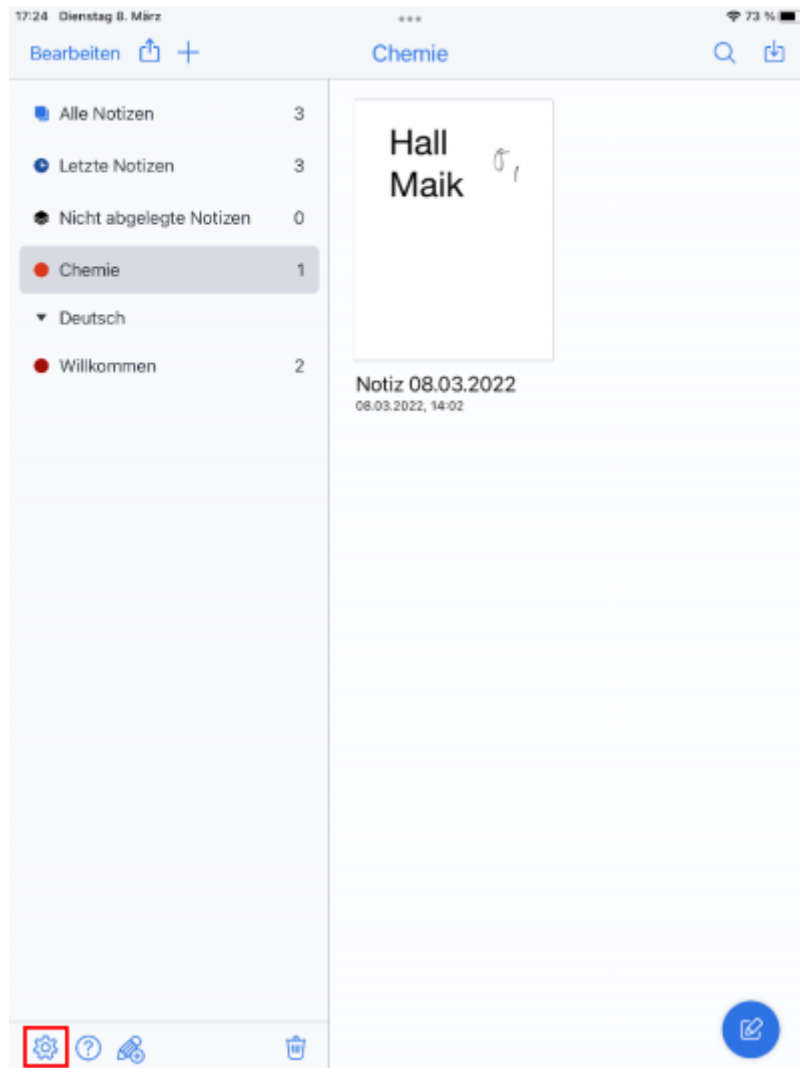 17:24 Dienstag 8. März
73 %
Bearbeiten
Chemie
Alle Notizen 3
Letzte Notizen 3
Nicht abgelegte Notizen 0
Chemie 1
Deutsch
Willkommen 2
Hall
Maik
Notiz 08.03.2022
08.03.2022, 14:02